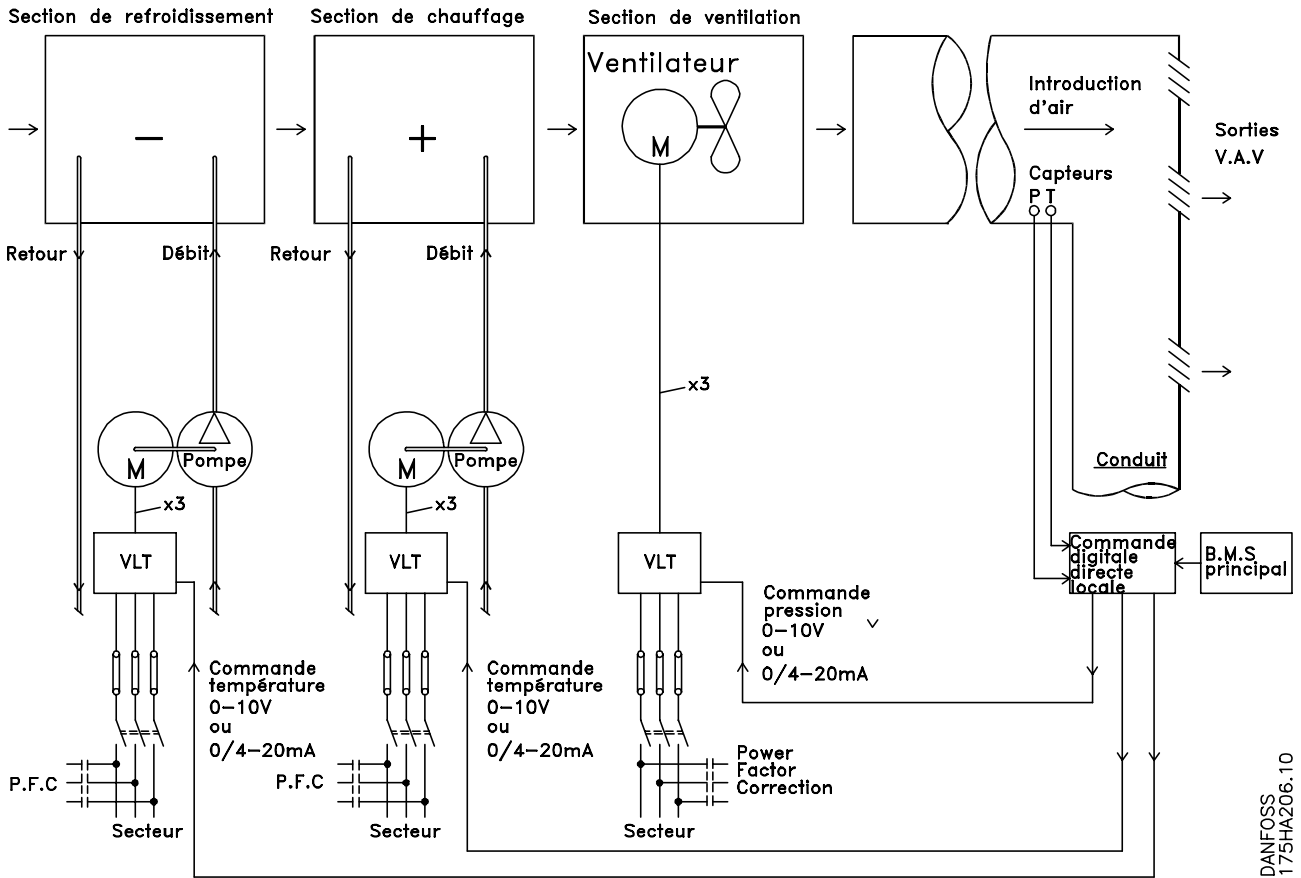 Section de refroidissement
Section de chauffage
Section de ventilation
Ventilateur
M
Introduction
d'air
Capteurs
P T
Sorties
V.A.V
Retour
Débit
Retour
Débit
x3
M
Pompe
M
Pompe
x3
x3
Conduit
VLT
VLT
VLT
Commande
digitale
directe
locale
B.M.S
principal
Commande
pression
0-10V
ou
0/4-20mA
Commande
température
0-10V
ou
0/4-20mA
Commande
température
0-10V
ou
0/4-20mA
P.F.C
P.F.C
Power
Factor
Correction
Secteur
Secteur
Secteur
DANFOSS
175HA206.10